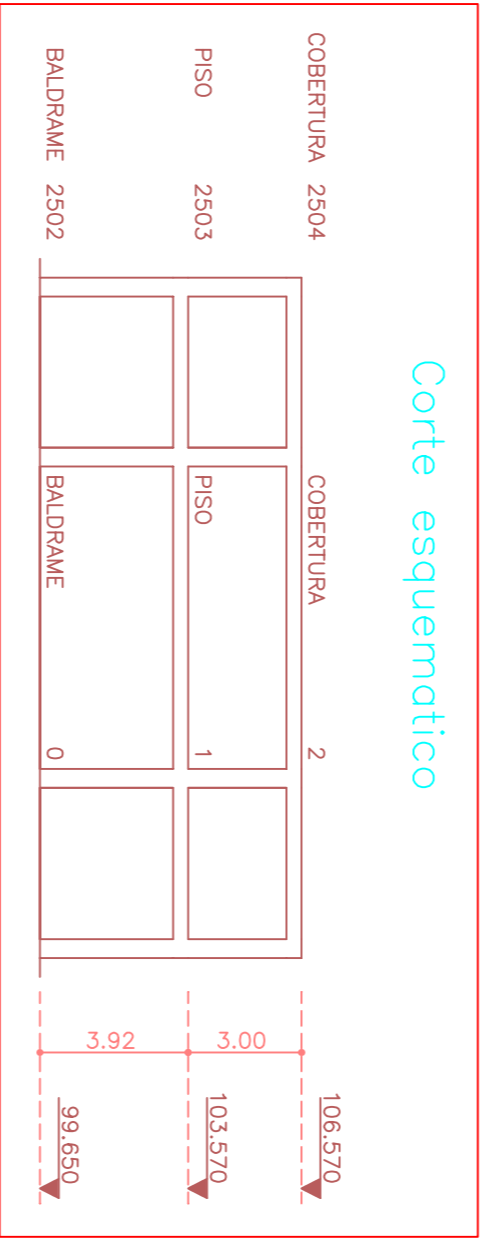 Corte esquematico
COBERTURA 2504
COBERTURA 2
106.570
3.00
PISO 2503
PISO 1
103.570
3.92
BALDRAME 2502
BALDRAME 0
99.650